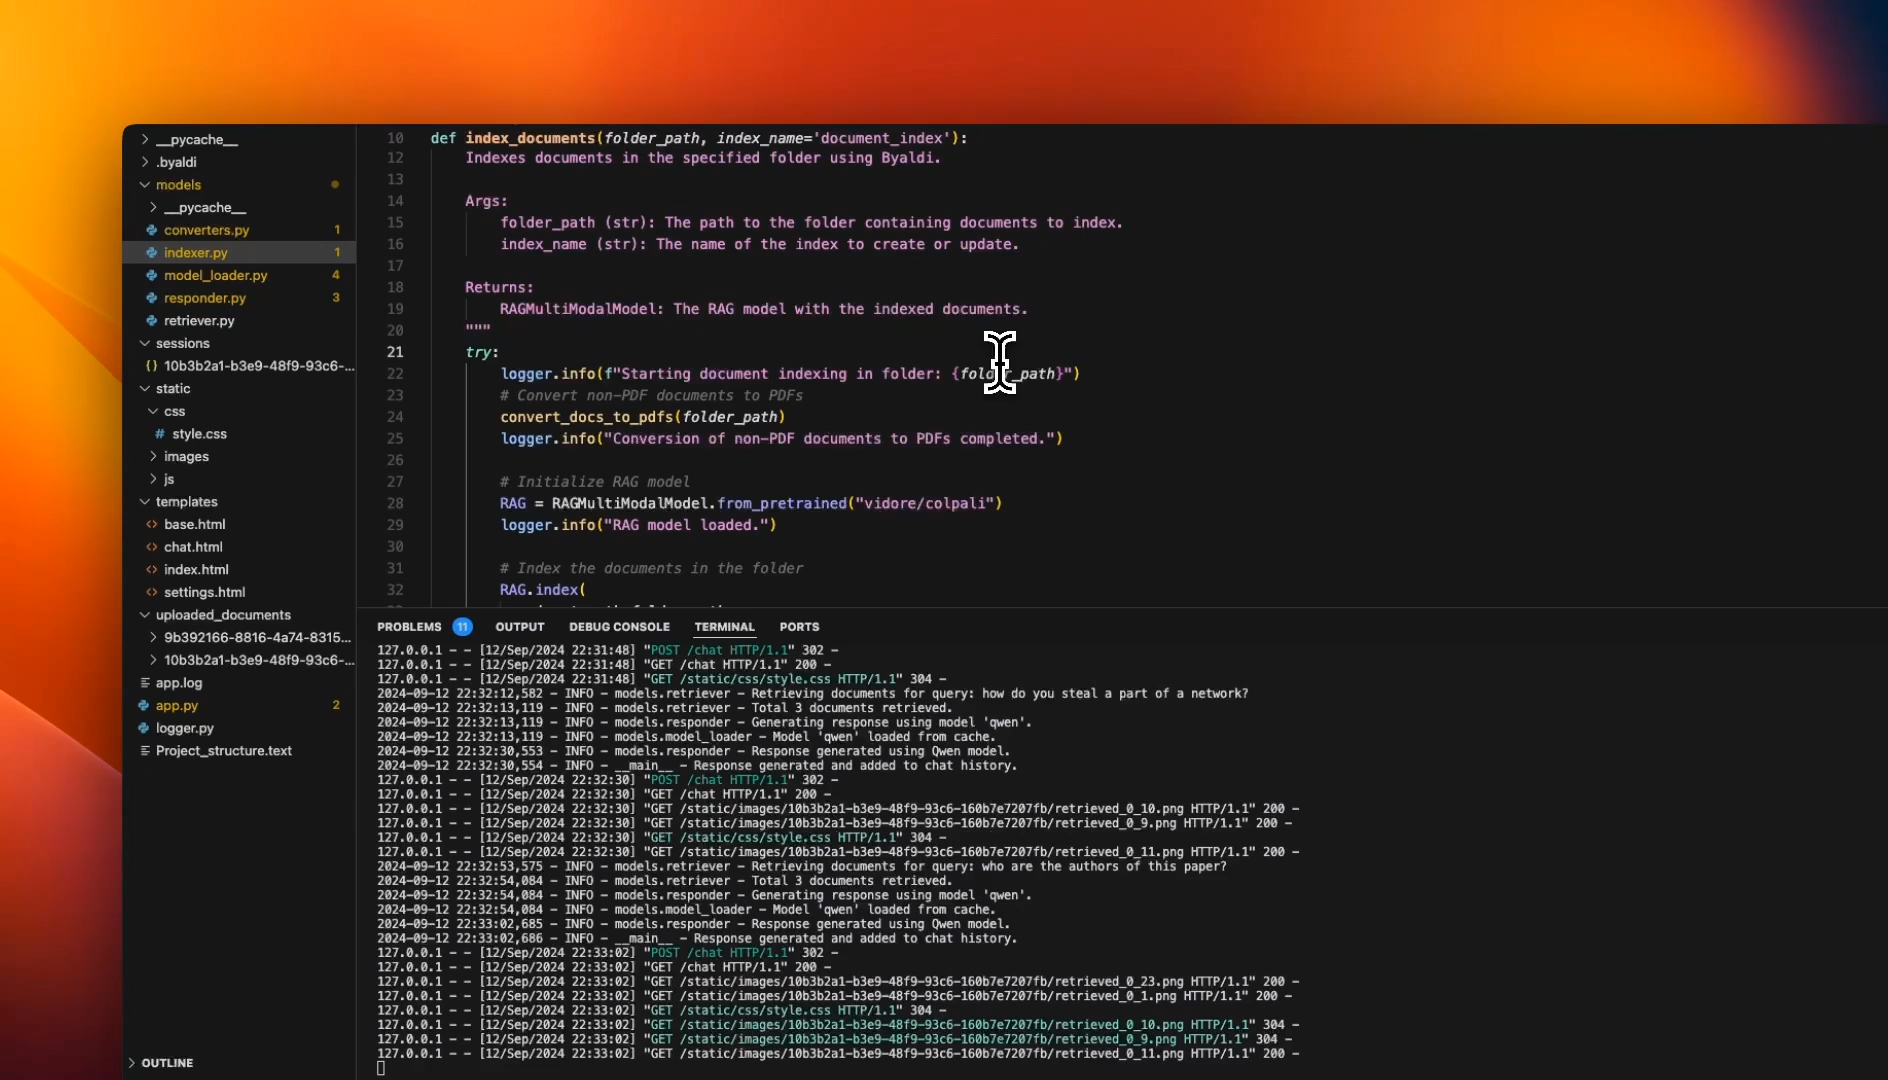 __pycache__
.byaldi
models
__pycache__
converters.py 1
indexer.py 1
model_loader.py 4
responder.py 3
retriever.py
sessions
{} 10b3b2a1-b3e9-48f9-93c6-...
static
css
# style.css
images
js
templates
<> base.html
<> chat.html
<> index.html
<> settings.html
uploaded_documents
9b392166-8816-4a74-8315...
10b3b2a1-b3e9-48f9-93c6-...
app.log
app.py 2
logger.py
Project_structure.text
OUTLINE
10 def index_documents(folder_path, index_name='document_index'):
12 Indexes documents in the specified folder using Byaldi.
13
14 Args:
15 folder_path (str): The path to the folder containing documents to index.
16 index_name (str): The name of the index to create or update.
17
18 Returns:
19 RAGMultiModalModel: The RAG model with the indexed documents.
20 """
21 try:
22 logger.info(f"Starting document indexing in folder: {folder_path}")
23 # Convert non-PDF documents to PDFs
24 convert_docs_to_pdfs(folder_path)
25 logger.info("Conversion of non-PDF documents to PDFs completed.")
26
27 # Initialize RAG model
28 RAG = RAGMultiModalModel.from_pretrained("vidore/colpali")
29 logger.info("RAG model loaded.")
30
31 # Index the documents in the folder
32 RAG.index(
PROBLEMS 11 OUTPUT DEBUG CONSOLE TERMINAL PORTS
127.0.0.1 - - [12/Sep/2024 22:31:48] "POST /chat HTTP/1.1" 302 -
127.0.0.1 - - [12/Sep/2024 22:31:48] "GET /chat HTTP/1.1" 200 -
127.0.0.1 - - [12/Sep/2024 22:31:48] "GET /static/css/style.css HTTP/1.1" 304 -
2024-09-12 22:32:12,582 - INFO - models.retriever - Retrieving documents for query: how do you steal a part of a network?
2024-09-12 22:32:13,119 - INFO - models.retriever - Total 3 documents retrieved.
2024-09-12 22:32:13,119 - INFO - models.responder - Generating response using model 'qwen'.
2024-09-12 22:32:13,119 - INFO - models.model_loader - Model 'qwen' loaded from cache.
2024-09-12 22:32:30,553 - INFO - models.responder - Response generated using Qwen model.
2024-09-12 22:32:30,554 - INFO - __main__ - Response generated and added to chat history.
127.0.0.1 - - [12/Sep/2024 22:32:30] "POST /chat HTTP/1.1" 302 -
127.0.0.1 - - [12/Sep/2024 22:32:30] "GET /chat HTTP/1.1" 200 -
127.0.0.1 - - [12/Sep/2024 22:32:30] "GET /static/images/10b3b2a1-b3e9-48f9-93c6-160b7e7207fb/retrieved_0_10.png HTTP/1.1" 200 -
127.0.0.1 - - [12/Sep/2024 22:32:30] "GET /static/images/10b3b2a1-b3e9-48f9-93c6-160b7e7207fb/retrieved_0_9.png HTTP/1.1" 200 -
127.0.0.1 - - [12/Sep/2024 22:32:30] "GET /static/css/style.css HTTP/1.1" 304 -
127.0.0.1 - - [12/Sep/2024 22:32:30] "GET /static/images/10b3b2a1-b3e9-48f9-93c6-160b7e7207fb/retrieved_0_11.png HTTP/1.1" 200 -
2024-09-12 22:32:53,575 - INFO - models.retriever - Retrieving documents for query: who are the authors of this paper?
2024-09-12 22:32:54,084 - INFO - models.retriever - Total 3 documents retrieved.
2024-09-12 22:32:54,084 - INFO - models.responder - Generating response using model 'qwen'.
2024-09-12 22:32:54,084 - INFO - models.model_loader - Model 'qwen' loaded from cache.
2024-09-12 22:33:02,685 - INFO - models.responder - Response generated using Qwen model.
2024-09-12 22:33:02,686 - INFO - __main__ - Response generated and added to chat history.
127.0.0.1 - - [12/Sep/2024 22:33:02] "POST /chat HTTP/1.1" 302 -
127.0.0.1 - - [12/Sep/2024 22:33:02] "GET /chat HTTP/1.1" 200 -
127.0.0.1 - - [12/Sep/2024 22:33:02] "GET /static/images/10b3b2a1-b3e9-48f9-93c6-160b7e7207fb/retrieved_0_23.png HTTP/1.1" 200 -
127.0.0.1 - - [12/Sep/2024 22:33:02] "GET /static/images/10b3b2a1-b3e9-48f9-93c6-160b7e7207fb/retrieved_0_1.png HTTP/1.1" 200 -
127.0.0.1 - - [12/Sep/2024 22:33:02] "GET /static/css/style.css HTTP/1.1" 304 -
127.0.0.1 - - [12/Sep/2024 22:33:02] "GET /static/images/10b3b2a1-b3e9-48f9-93c6-160b7e7207fb/retrieved_0_10.png HTTP/1.1" 304 -
127.0.0.1 - - [12/Sep/2024 22:33:02] "GET /static/images/10b3b2a1-b3e9-48f9-93c6-160b7e7207fb/retrieved_0_9.png HTTP/1.1" 304 -
127.0.0.1 - - [12/Sep/2024 22:33:02] "GET /static/images/10b3b2a1-b3e9-48f9-93c6-160b7e7207fb/retrieved_0_11.png HTTP/1.1" 200 -